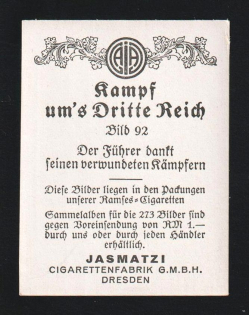 Kampf
um's Dritte Reich
Bild 92
Der Führer dankt
seinen verwundeten Kämpfern
Diese Bilder liegen in den Packungen
unserer Ramses-Cigaretten
Sammelalben für die 273 Bilder sind
gegen Voreinsendung von RM 1.—
durch uns oder durch jeden Händler
erhältlich.
JASMATZI
CIGARETTENFABRIK G.M.B.H.
DRESDEN